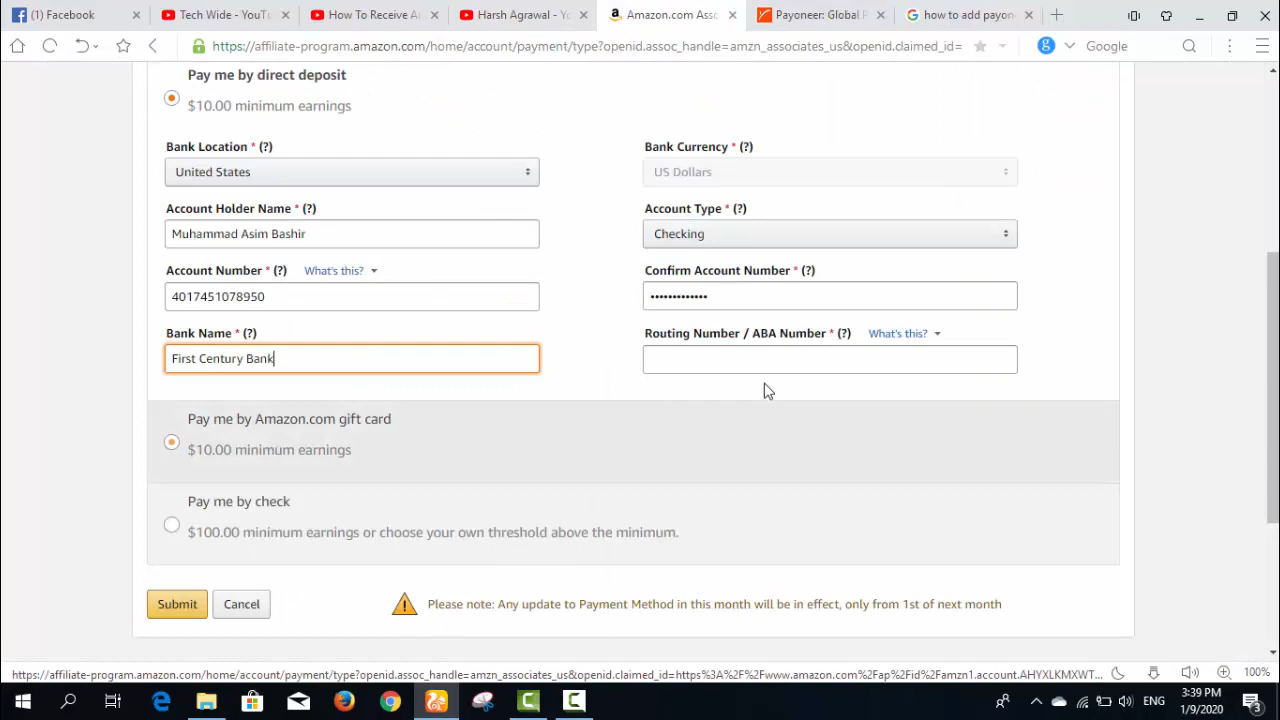 (1) Facebook
Tech Wide - YouTu
How To Receive A
Harsh Agrawal - Yo
Amazon.com Asso
Payoneer: Global P
how to add payon
https://affiliate-program.amazon.com/home/account/payment/type?openid.assoc_handle=amzn_associates_us&openid.claimed_id=
Google
Pay me by direct deposit
$10.00 minimum earnings
Bank Location * (?)
Bank Currency * (?)
United States
US Dollars
Account Holder Name * (?)
Account Type * (?)
Muhammad Asim Bashir
Checking
Account Number * (?) What's this?
Confirm Account Number * (?)
4017451078950
•••••••••••••
Bank Name * (?)
Routing Number / ABA Number * (?) What's this?
First Century Bank
Pay me by Amazon.com gift card
$10.00 minimum earnings
Pay me by check
$100.00 minimum earnings or choose your own threshold above the minimum.
Submit
Cancel
Please note: Any update to Payment Method in this month will be in effect, only from 1st of next month
https://affiliate-program.amazon.com/home/account/payment/type?openid.assoc_handle=amzn_associates_us&openid.claimed_id=https%3A%2F%2Fwww.amazon.com%2Fap%2Fid%2Famzn1.account.AHYXLKMXWT...
100%
ENG
3:39 PM
1/9/2020
3